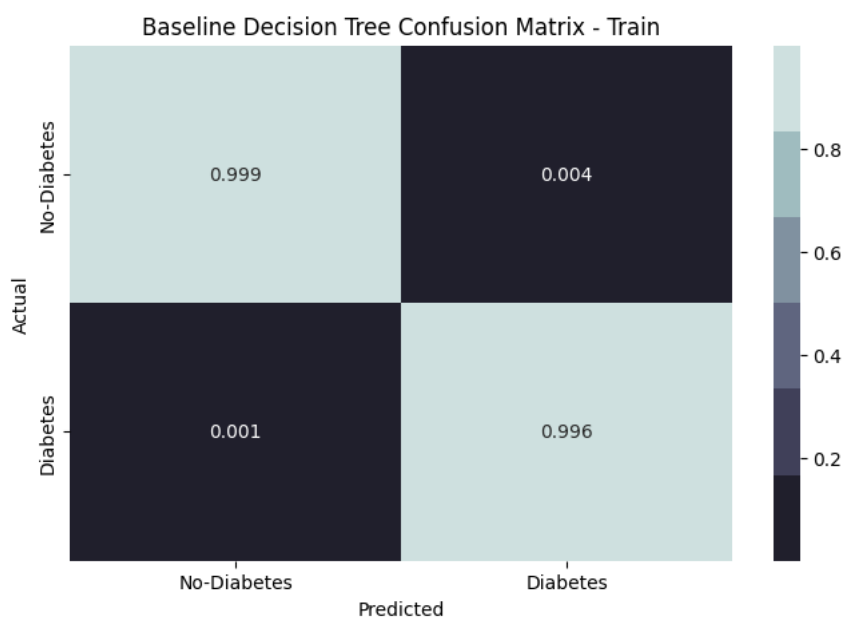 Baseline Decision Tree Confusion Matrix - Train
No-Diabetes
0.999
0.004
0.8
0.6
Actual
0.4
Diabetes
0.001
0.996
0.2
No-Diabetes
Diabetes
Predicted